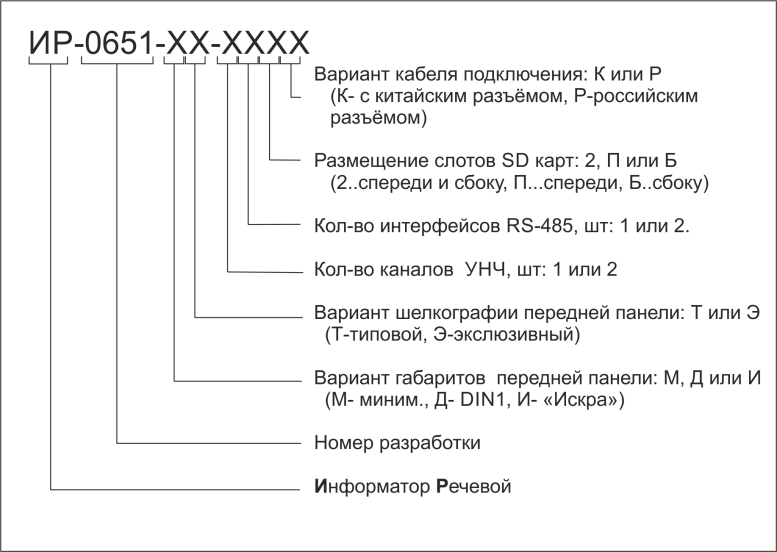 ИР-0651-XX-XXXX
Вариант кабеля подключения: К или Р
(К- с китайским разъёмом, Р-российским
разъёмом)
Размещение слотов SD карт: 2, П или Б
(2..спереди и сбоку, П...спереди, Б..сбоку)
Кол-во интерфейсов RS-485, шт: 1 или 2.
Кол-во каналов УНЧ, шт: 1 или 2
Вариант шелкографии передней панели: Т или Э
(Т-типовой, Э-экслюзивный)
Вариант габаритов передней панели: М, Д или И
(М- миним., Д- DIN1, И- «Искра»)
Номер разработки
Информатор Речевой